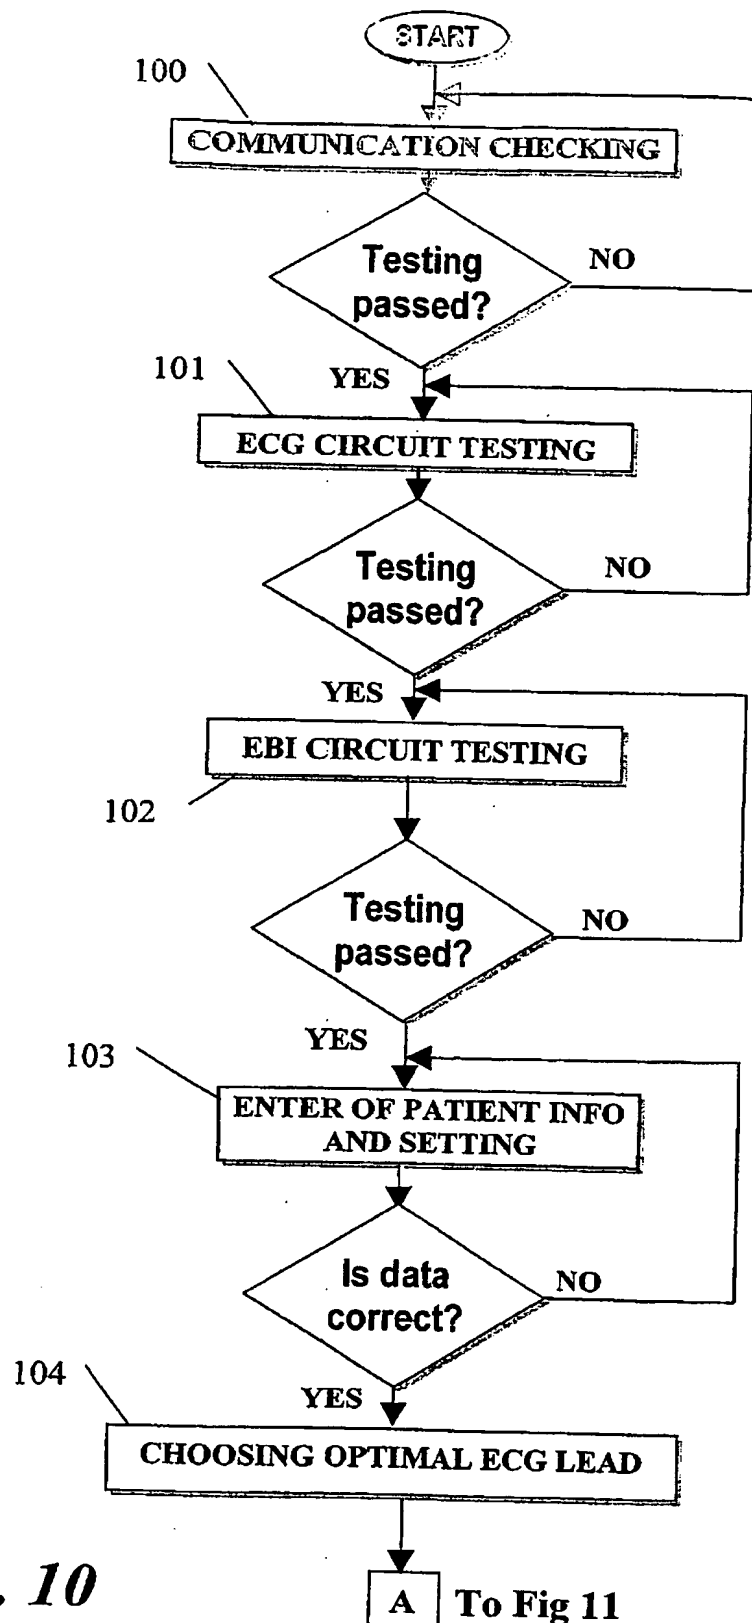 START
100
COMMUNICATION CHECKING
Testing
passed?
NO
YES
101
ECG CIRCUIT TESTING
Testing
passed?
NO
YES
EBI CIRCUIT TESTING
102
Testing
passed?
NO
YES
103
ENTER OF PATIENT INFO
AND SETTING
Is data
correct?
NO
YES
104
CHOOSING OPTIMAL ECG LEAD
. 10
A To Fig 11